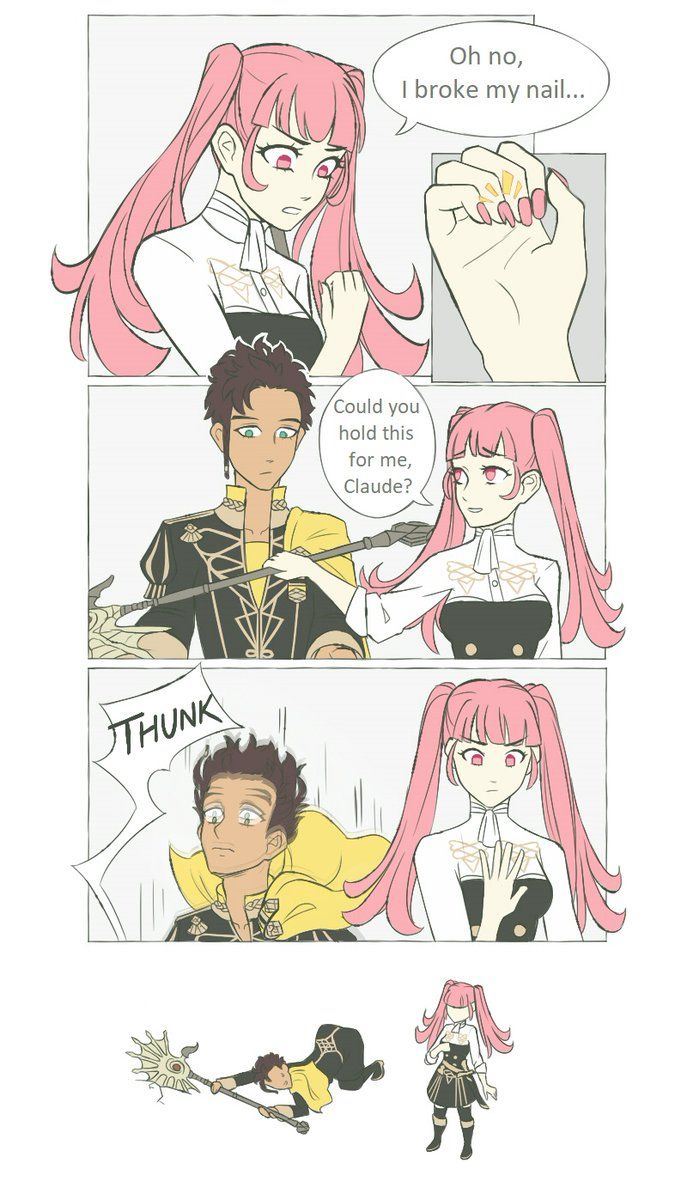 Oh no,
I broke my nail...
Could you
hold this
for me,
Claude?
THUNK